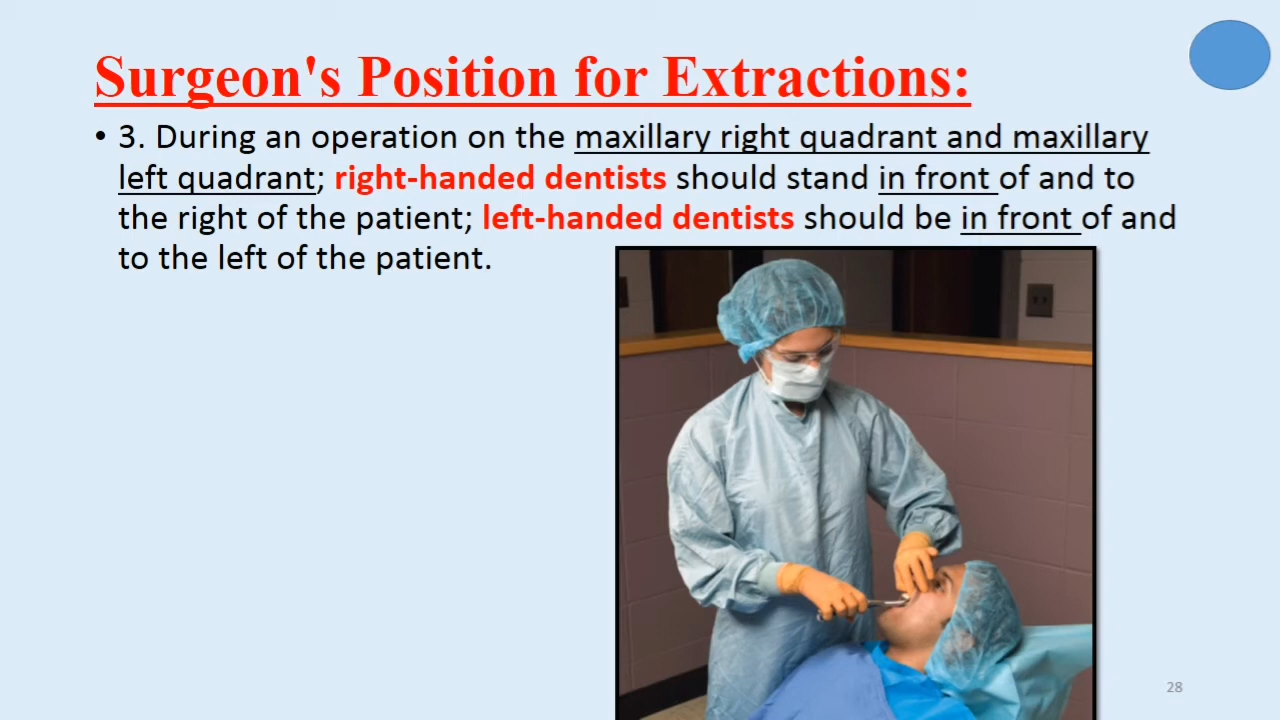 Surgeon's Position for Extractions:
• 3. During an operation on the maxillary right quadrant and maxillary
left quadrant; right-handed dentists should stand in front of and to
the right of the patient; left-handed dentists should be in front of and
to the left of the patient.
28